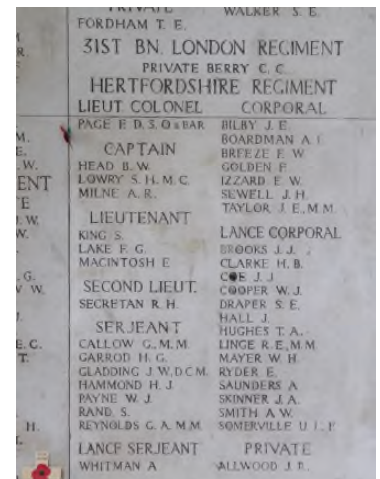 PRIVATE
WALKER S. E.
FORDHAM T. E.
31ST BN. LONDON REGIMENT
PRIVATE BERRY C. C.
HERTFORDSHIRE REGIMENT
LIEUT. COLONEL
PAGE F. D. S. O & BAR
CAPTAIN
HEAD B. W.
LOWRY S. H. M. C.
MILNE A. R.
LIEUTENANT
KING S.
LAKE F. G.
MACINTOSH E
SECOND LIEUT.
SECRETAN R. H.
SERJEANT
CALLOW G., M. M.
GARROD H. G.
GLADDING J. W, D C M.
HAMMOND H. J
PAYNE W. J.
RAND S.
REYNOLDS G. A. M. M.
LANCE SERJEANT
WHITMAN A
CORPORAL
BILBY J. E.
BOARDMAN A
BREEZE F. W
GOLDEN F
IZZARD F. W.
SEWELL J. H.
TAYLOR J. E., M. M.
LANCE CORPORAL
BROOKS J. J.
CLARKE H. B.
COE J. J
COOPER W. J.
DRAPER S. E.
HALL J.
HUGHES T. A.
LINGE R. E., M. M.
MAYER W. H.
RYDER E.
SAUNDERS A
SKINNER J. A.
SMITH A. W.
SOMERVILLE
PRIVATE
ALLWOOD J.